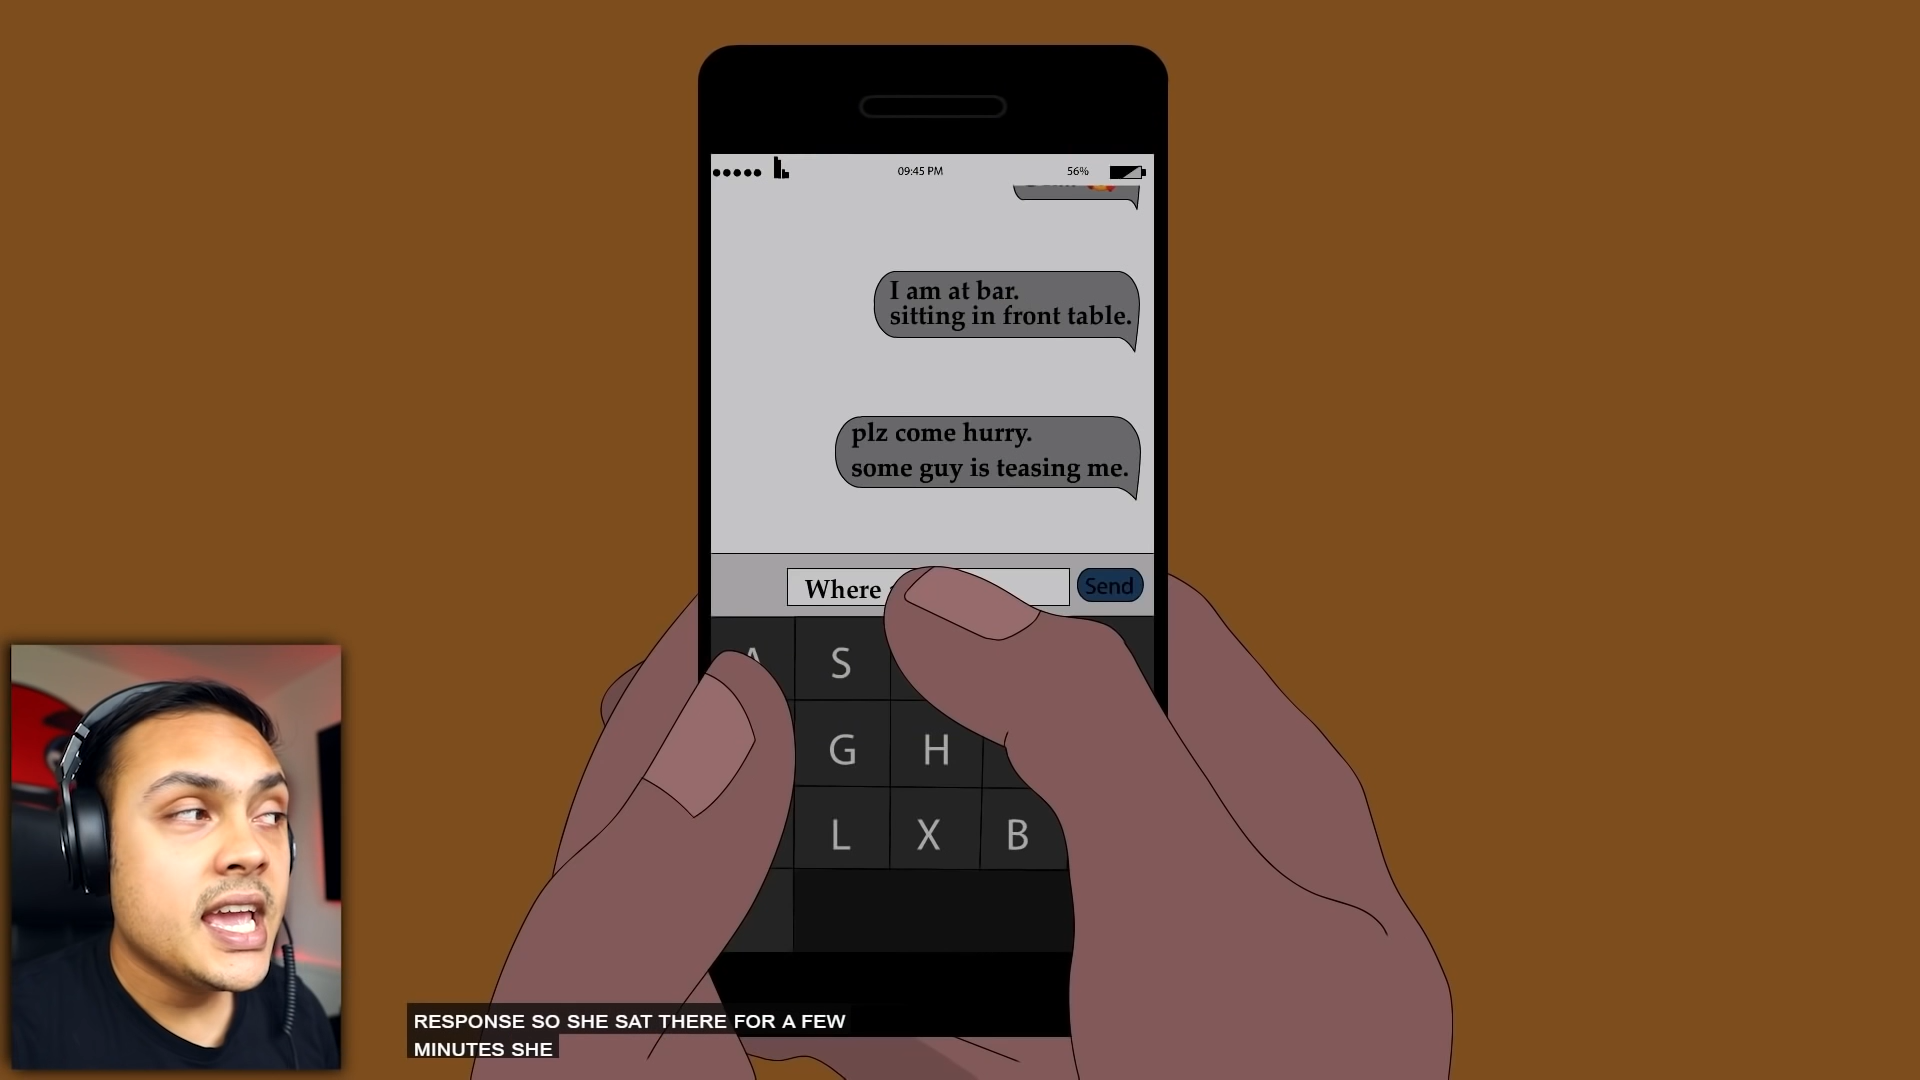 09:45 PM
56%
I am at bar.
sitting in front table.
plz come hurry.
some guy is teasing me.
Where
Send
A
S
G
H
L
X
B
RESPONSE SO SHE SAT THERE FOR A FEW
MINUTES SHE